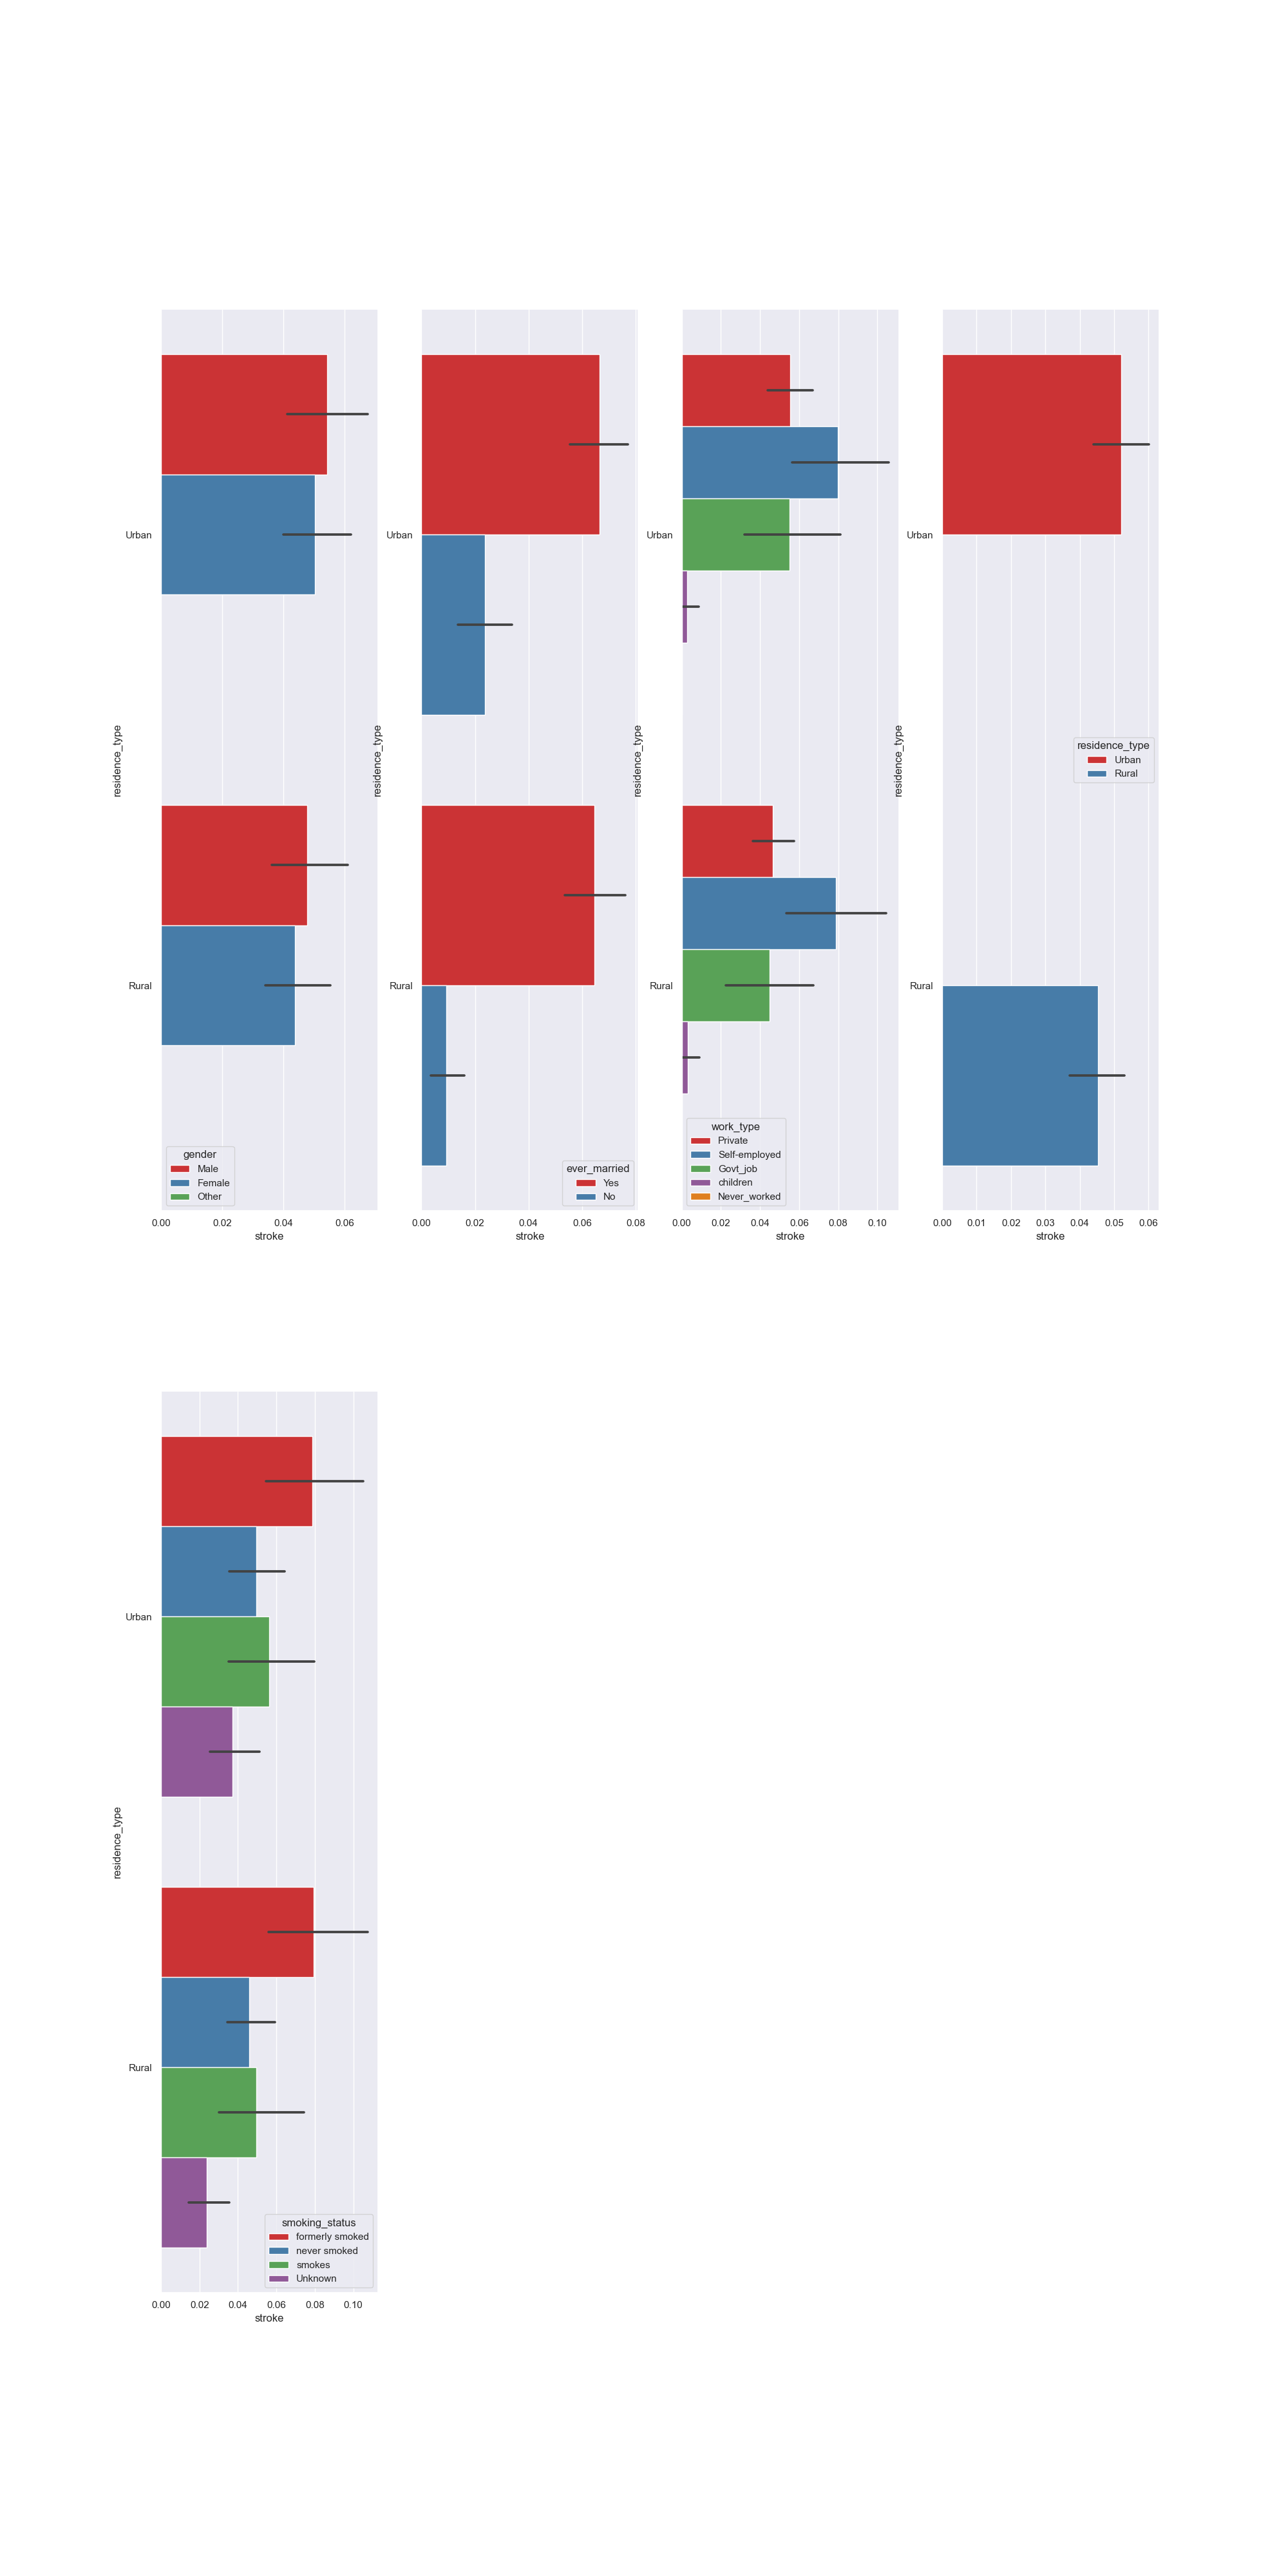 residence_type
Urban
Rural
gender
Male
Female
Other
0.00 0.02 0.04 0.06
stroke
residence_type
Urban
Rural
ever_married
Yes
No
0.00 0.02 0.04 0.06 0.08
stroke
residence_type
Urban
Rural
work_type
Private
Self-employed
Govt_job
children
Never_worked
0.00 0.02 0.04 0.06 0.08 0.10
stroke
residence_type
Urban
Rural
residence_type
Urban
Rural
0.00 0.01 0.02 0.03 0.04 0.05 0.06
stroke
residence_type
Urban
Rural
smoking_status
formerly smoked
never smoked
smokes
Unknown
0.00 0.02 0.04 0.06 0.08 0.10
stroke